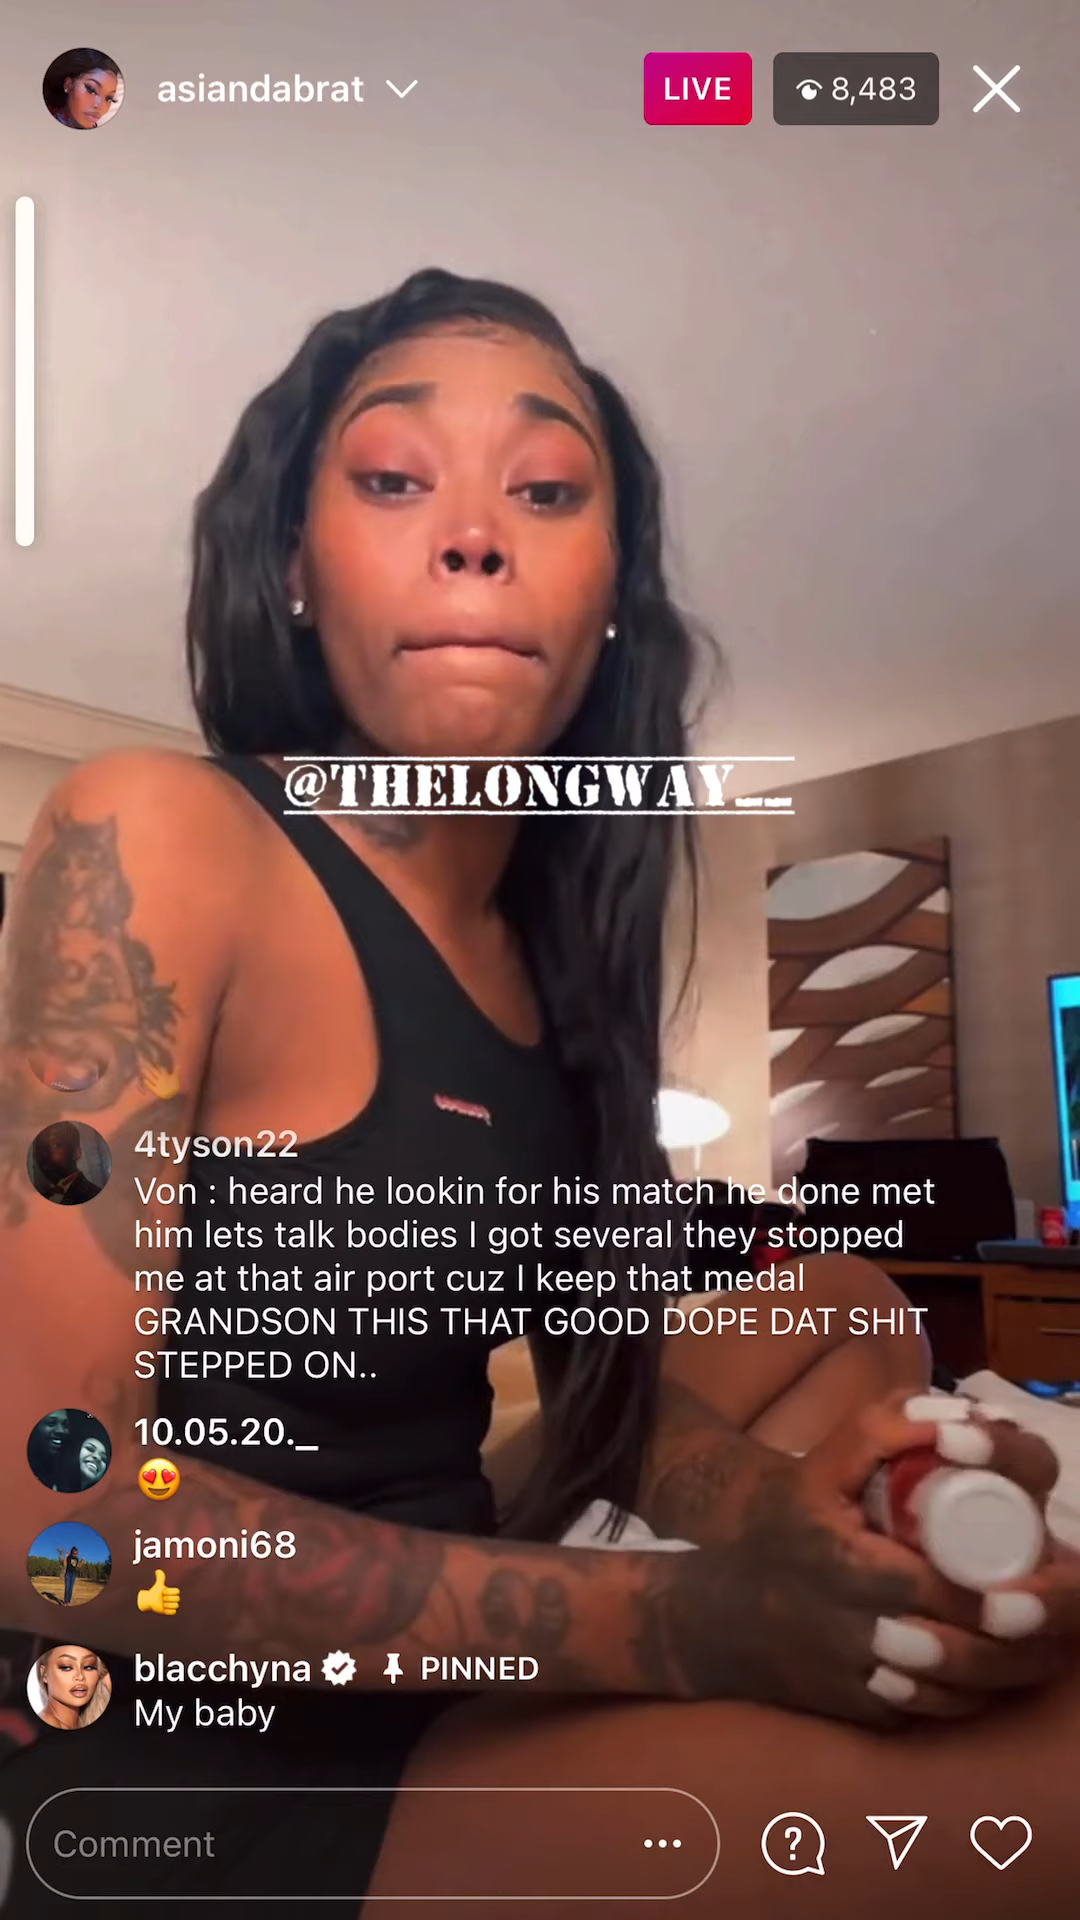 asiandabrat
LIVE
8,483
@THELONGWAY__
4tyson22
Von : heard he lookin for his match he done met
him lets talk bodies I got several they stopped
me at that air port cuz I keep that medal
GRANDSON THIS THAT GOOD DOPE DAT SHIT
STEPPED ON..
10.05.20._
😍
jamoni68
👍
blacchyna PINNED
My baby
Comment